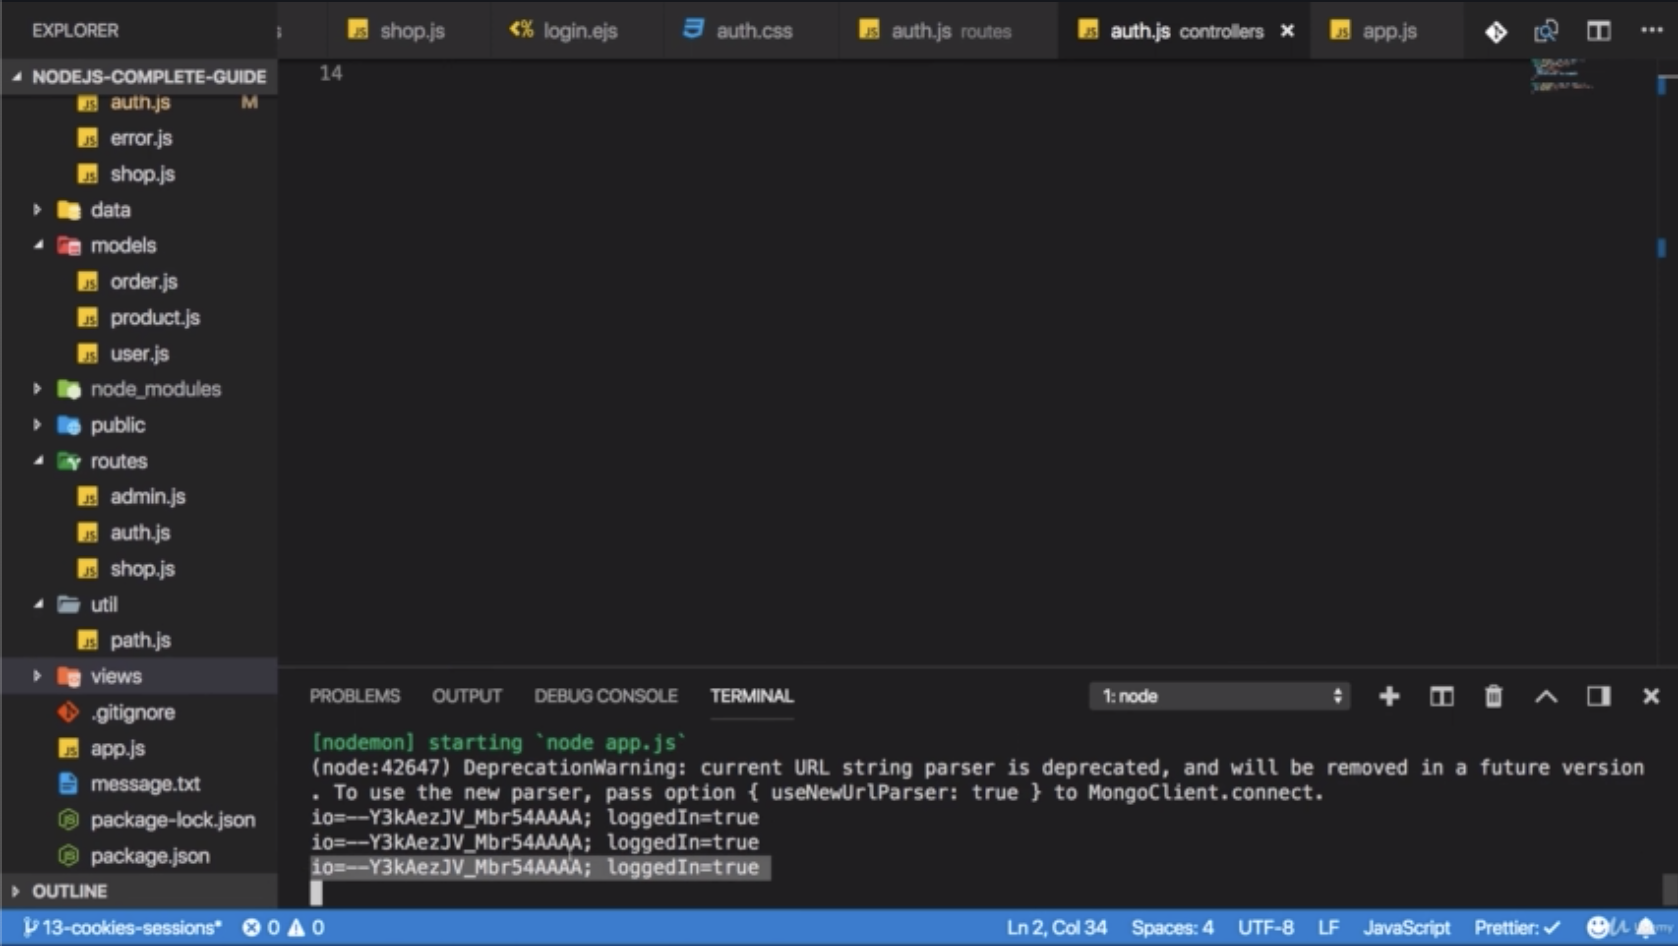 EXPLORER
shop.js
login.ejs
auth.css
auth.js routes
auth.js controllers
app.js
NODEJS-COMPLETE-GUIDE
auth.js M
error.js
shop.js
data
models
order.js
product.js
user.js
node_modules
public
routes
admin.js
auth.js
shop.js
util
path.js
views
.gitignore
app.js
message.txt
package-lock.json
package.json
OUTLINE
14
PROBLEMS OUTPUT DEBUG CONSOLE TERMINAL
1: node
[nodemon] starting `node app.js`
(node:42647) DeprecationWarning: current URL string parser is deprecated, and will be removed in a future version
. To use the new parser, pass option { useNewUrlParser: true } to MongoClient.connect.
io=--Y3kAezJV_Mbr54AAAA; loggedIn=true
io=--Y3kAezJV_Mbr54AAAA; loggedIn=true
io=--Y3kAezJV_Mbr54AAAA; loggedIn=true
13-cookies-sessions* 0 0
Ln 2, Col 34 Spaces: 4 UTF-8 LF JavaScript Prettier: ✓